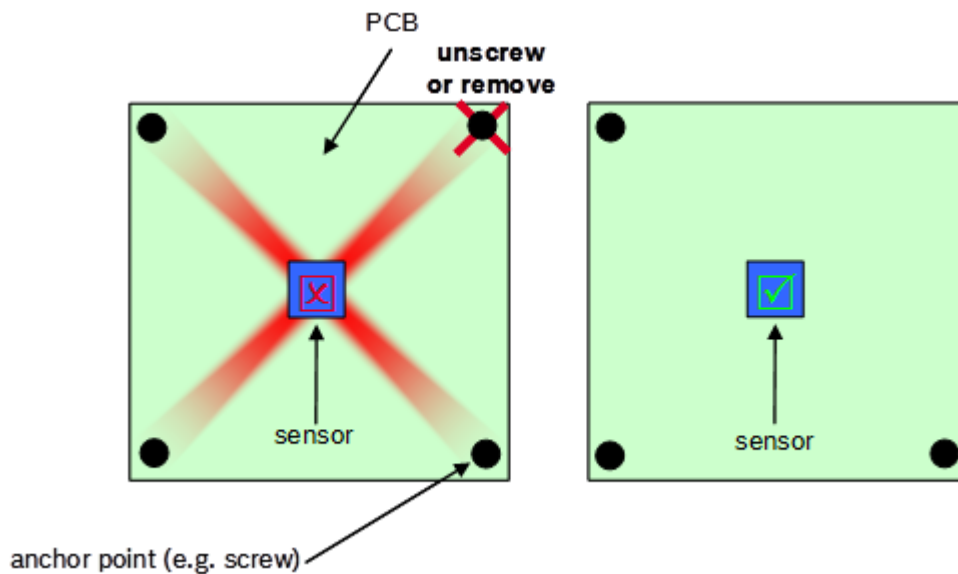 PCB
unscrew
or remove
sensor
sensor
anchor point (e.g. screw)